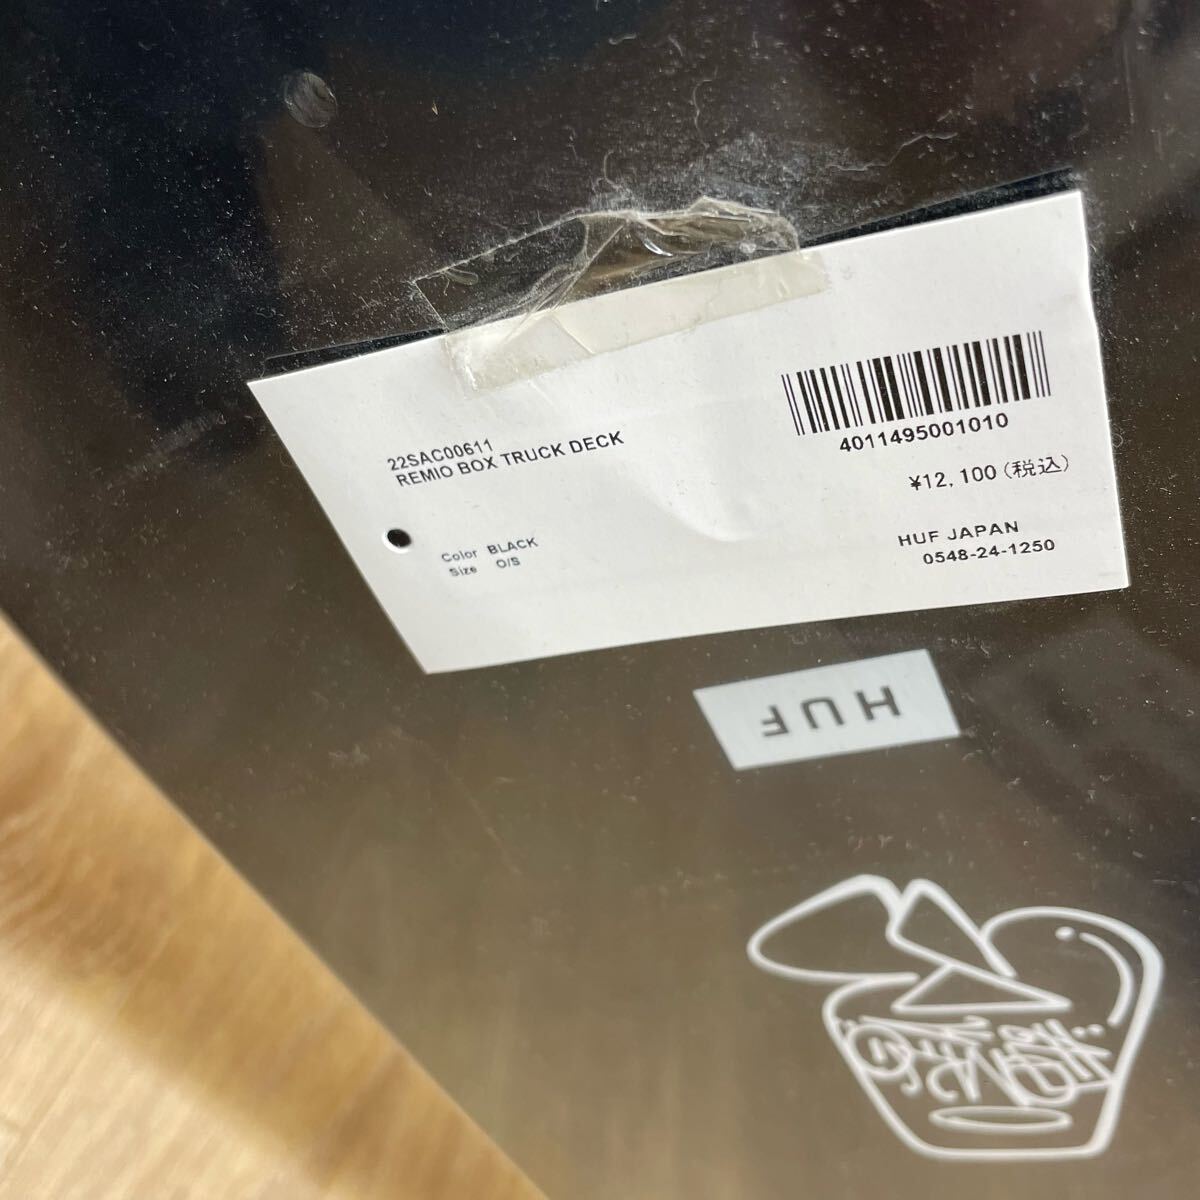 22SAC00611
REMIO BOX TRUCK DECK
Color BLACK
Size O/S
4011495001010
¥12,100(税込)
HUF JAPAN
0548-24-1250
HUF